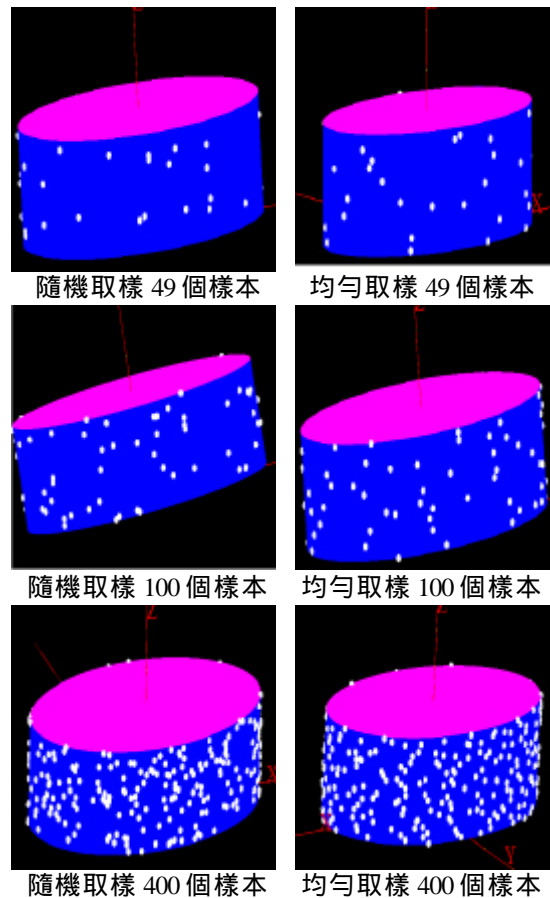 Z
X
隨機取樣 49 個樣本
均勻取樣 49 個樣本
隨機取樣 100 個樣本
均勻取樣 100 個樣本
Z
X
Y
隨機取樣 400 個樣本
均勻取樣 400 個樣本